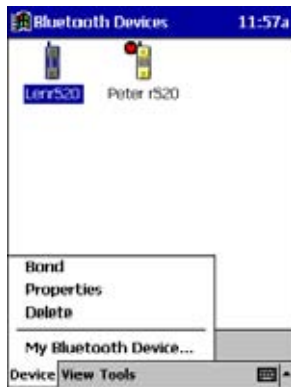 Bluetooth Devices 11:57a
Lenr520 Peter r520
Bond
Properties
Delete
My Bluetooth Device...
Device View Tools